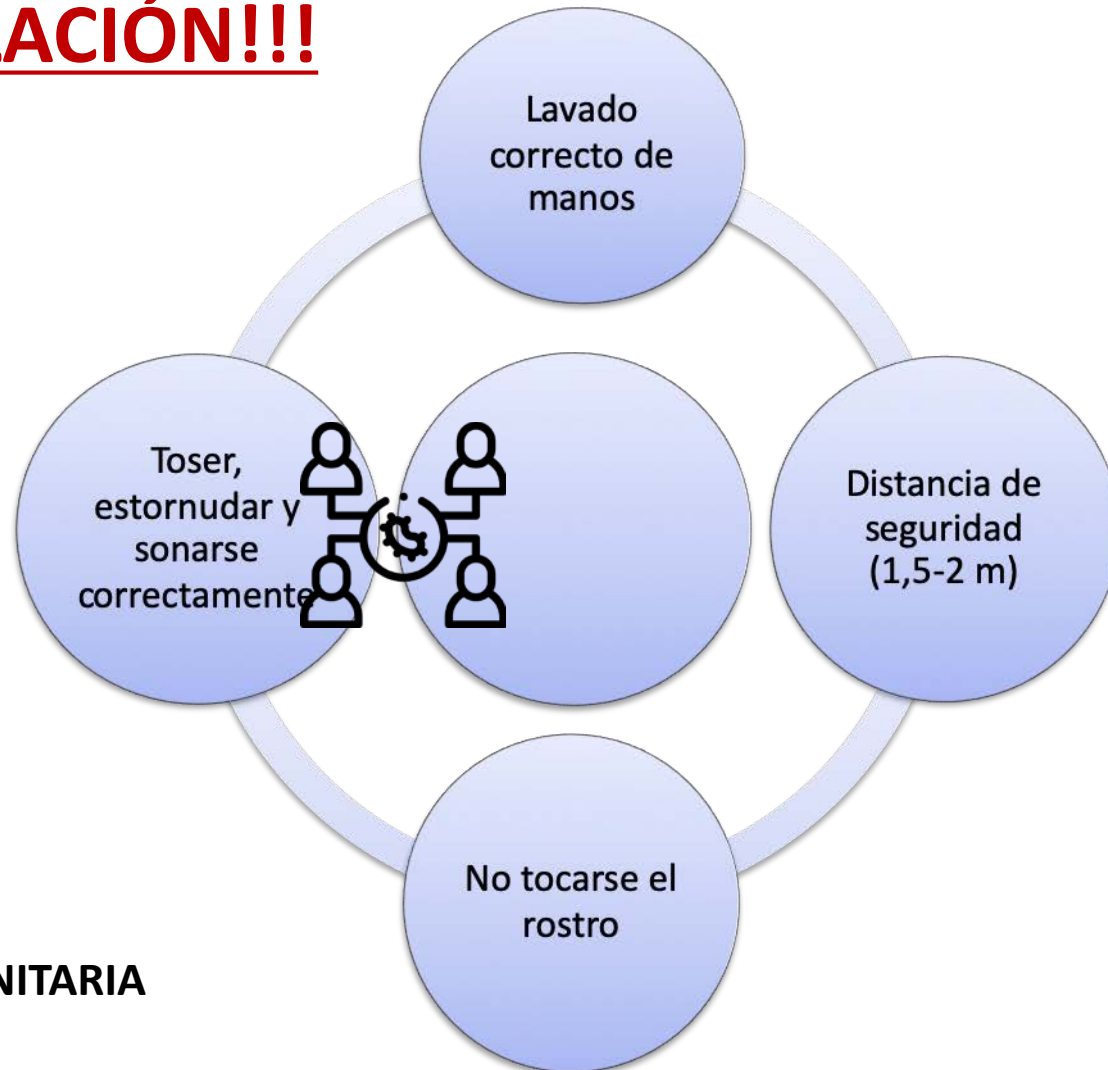 LACIÓN!!!
Lavado
correcto de
manos
Toser,
estornudar y
sonarse
correctamente
Distancia de
seguridad
(1,5-2 m)
No tocarse el
rostro
NITARIA